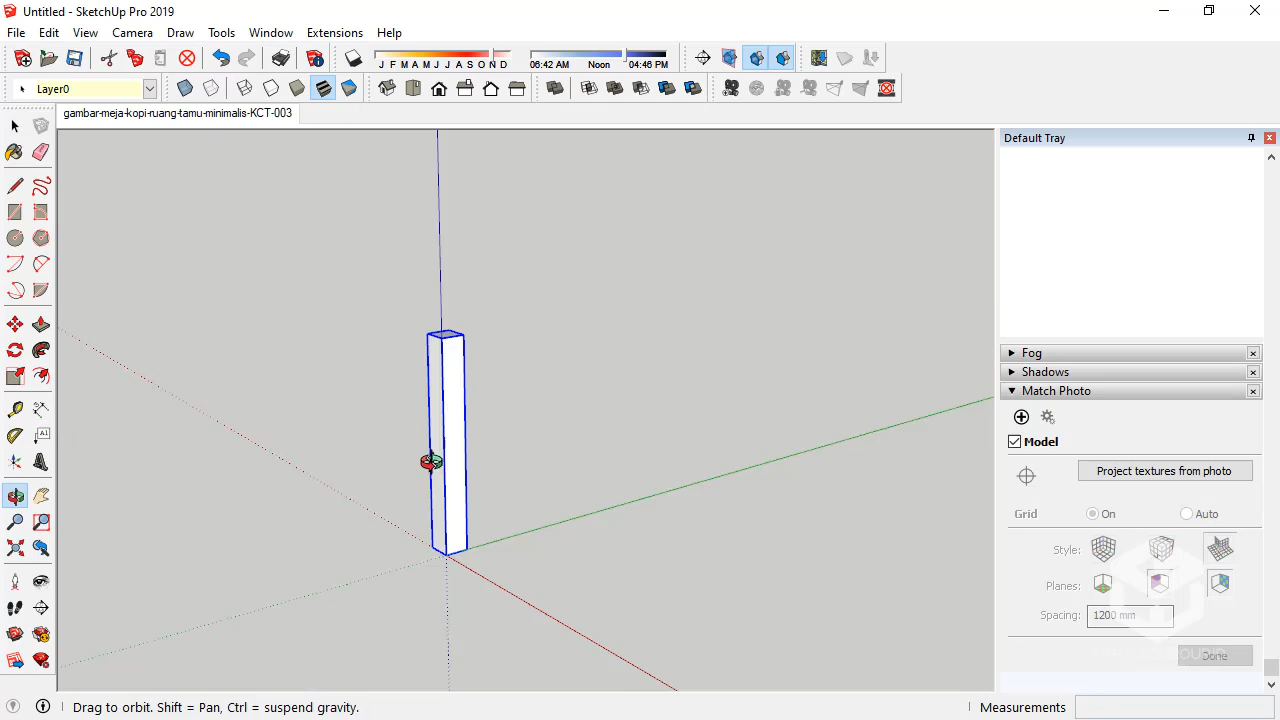 Untitled - SketchUp Pro 2019
File Edit View Camera Draw Tools Window Extensions Help
J F M A M J J A S O N D 06:42 AM Noon 04:46 PM
Layer0
gambar-meja-kopi-ruang-tamu-minimalis-KCT-003
Default Tray
Fog
Shadows
Match Photo
Model
Project textures from photo
Grid On Auto
Style:
Planes:
Spacing: 1200 mm
Done
A1
Drag to orbit. Shift = Pan, Ctrl = suspend gravity.
Measurements